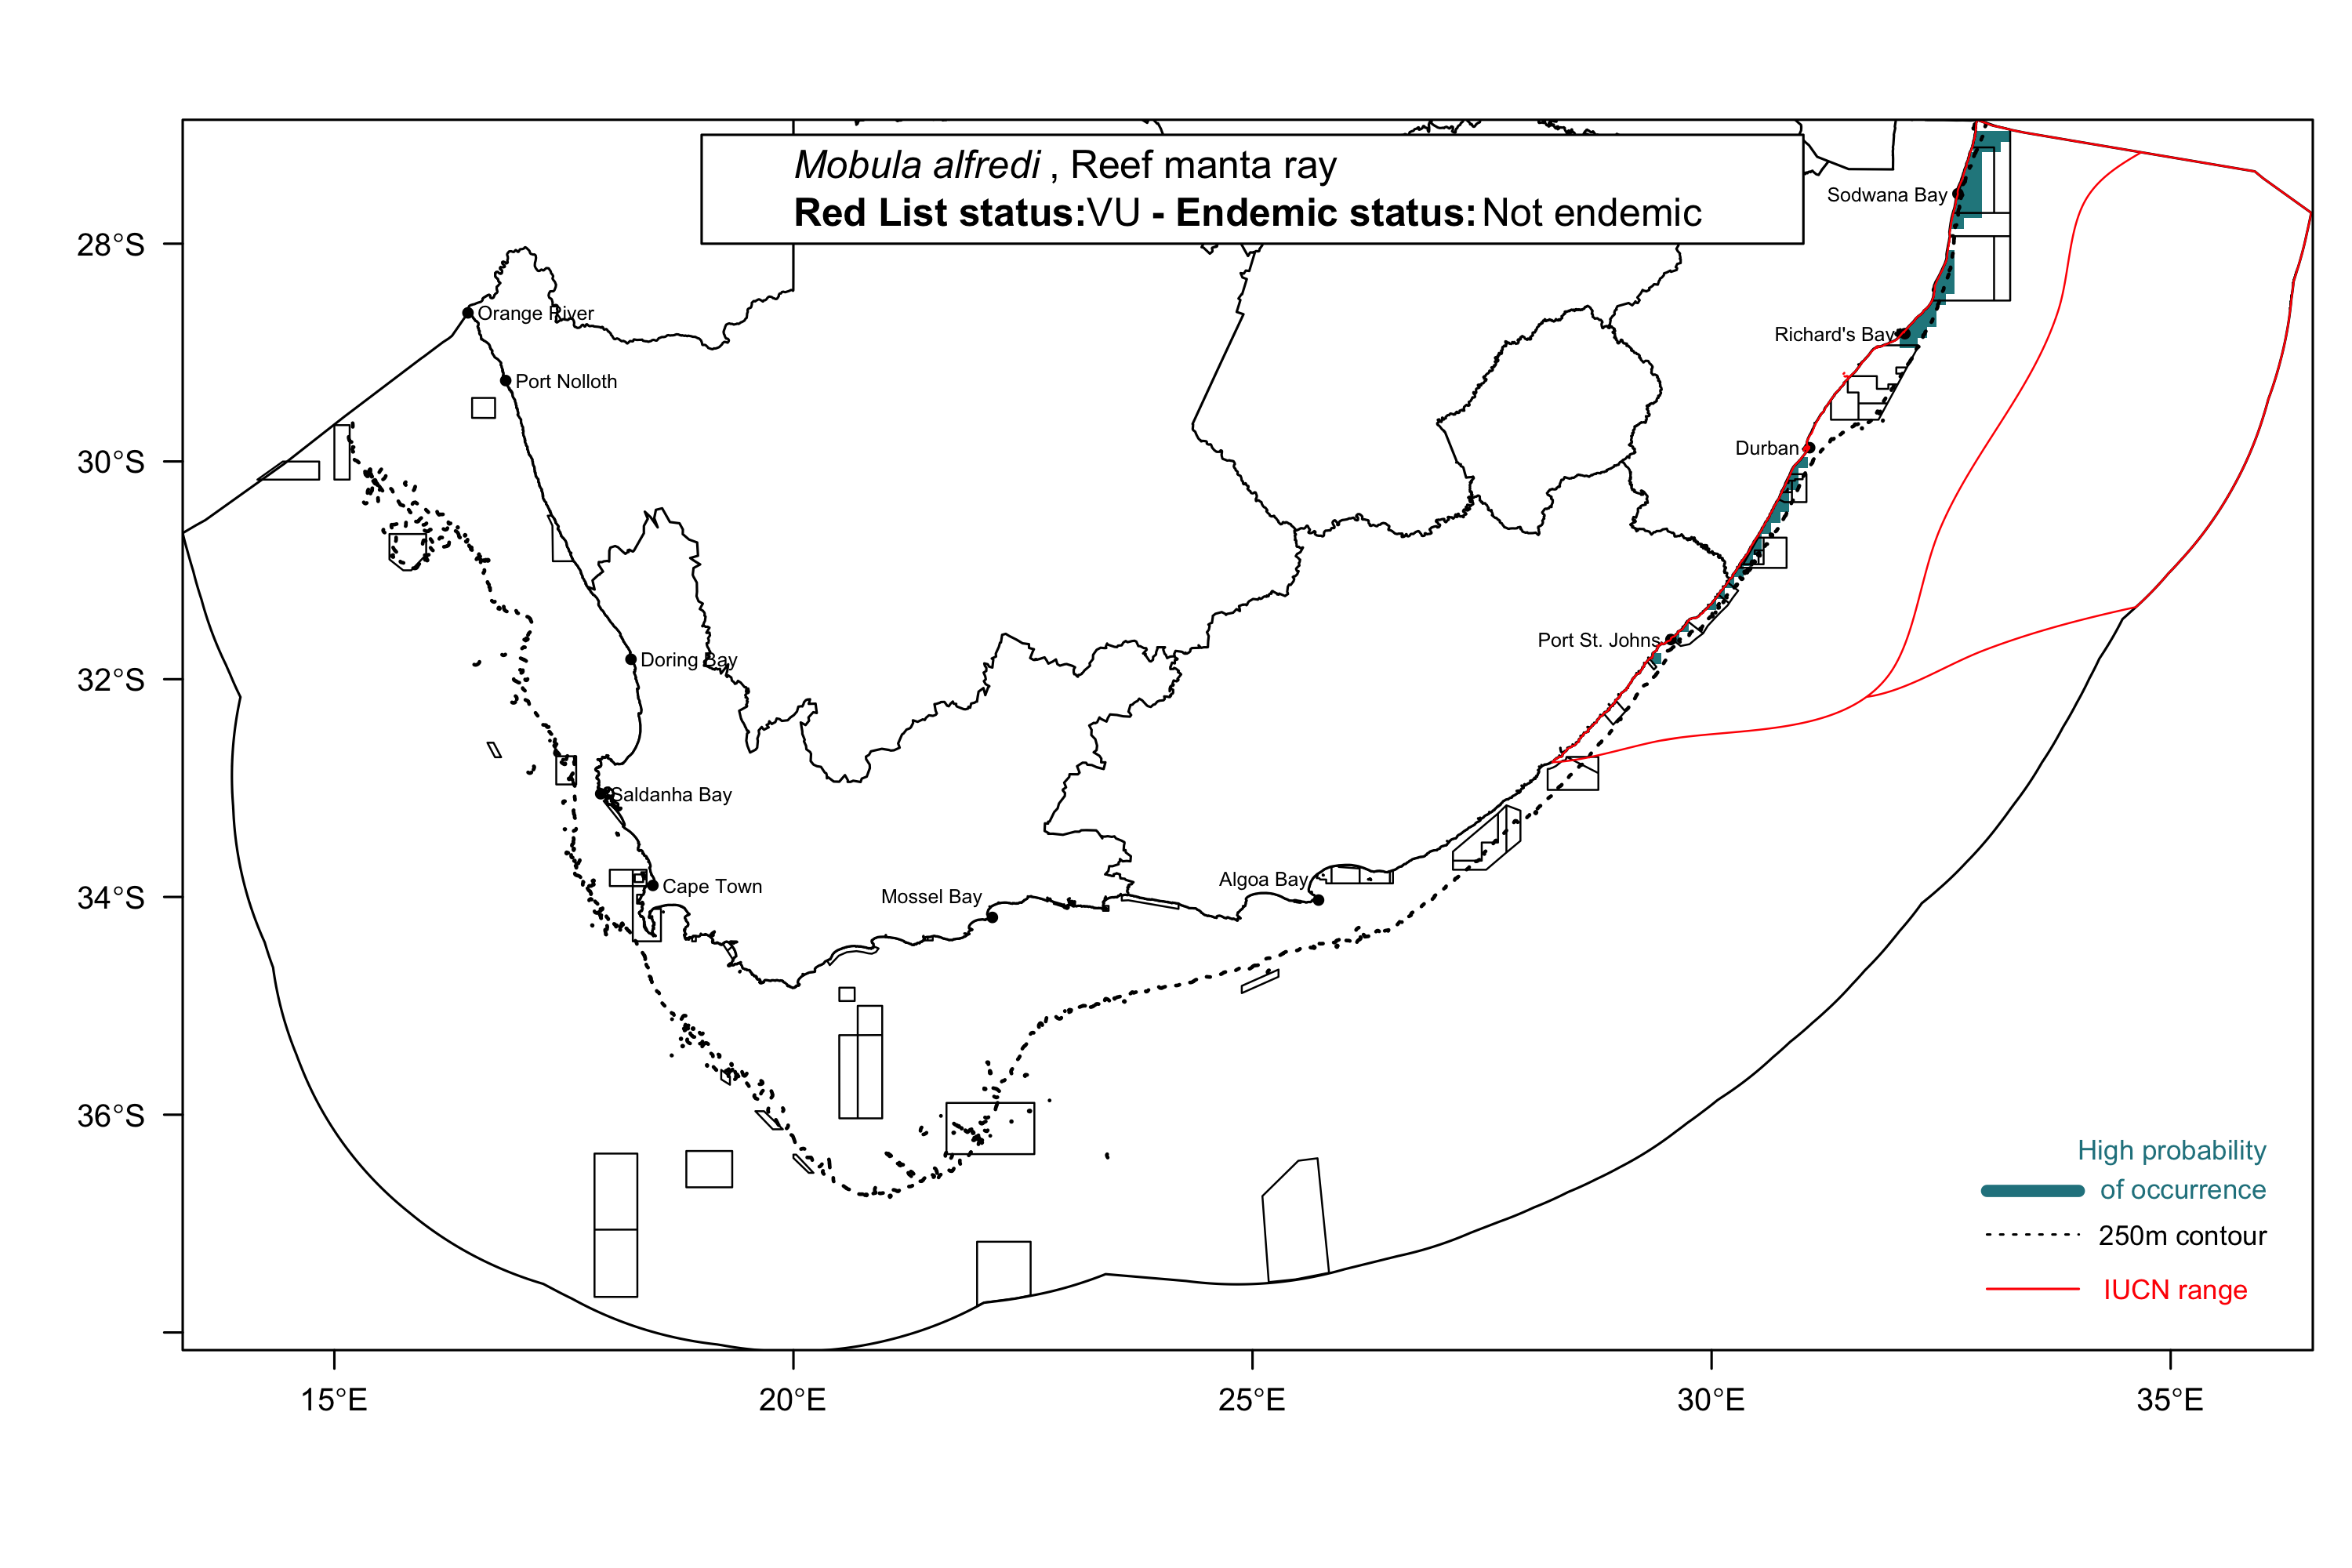 Mobula alfredi , Reef manta ray
Red List status:VU - Endemic status: Not endemic
Sodwana Bay
28°S
Orange River
Richard's Bay
Port Nolloth
Durban
30°S
Port St. Johns
Doring Bay
32°S
Saldanha Bay
Cape Town
Algoa Bay
Mossel Bay
34°S
36°S
High probability
of occurrence
250m contour
IUCN range
15°E
20°E
25°E
30°E
35°E